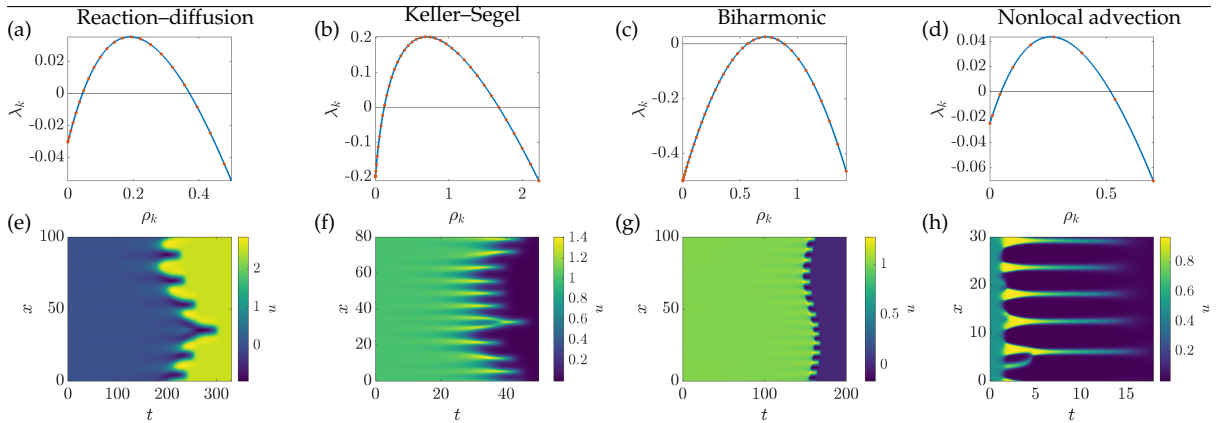 Reaction–diffusion Keller–Segel Biharmonic Nonlocal advection
(a) (b) (c) (d)
λk
0.02
0
-0.02
-0.04
0 0.2 0.4
ρk
λk
0.2
0.1
0
-0.1
-0.2
0 1 2
ρk
λk
0
-0.2
-0.4
0 0.5 1
ρk
λk
0.04
0.02
0
-0.02
-0.04
-0.06
0 0.5
ρk
(e) (f) (g) (h)
x
100
50
0
0 100 200 300
t
2
1
0
u
x
80
60
40
20
0
0 20 40
t
1.4
1.2
1.0
0.8
0.6
0.4
0.2
u
x
100
50
0
0 100 200
t
1
0.5
0
u
x
30
20
10
0
0 5 10 15
t
0.8
0.6
0.4
0.2
u